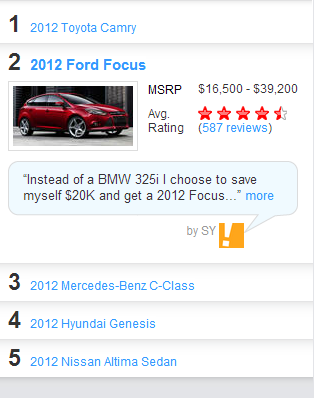 1 2012 Toyota Camry
2 2012 Ford Focus
MSRP $16,500 - $39,200
Avg. Rating
(587 reviews)
“Instead of a BMW 325i I choose to save
myself $20K and get a 2012 Focus...” more
by SY
3 2012 Mercedes-Benz C-Class
4 2012 Hyundai Genesis
5 2012 Nissan Altima Sedan